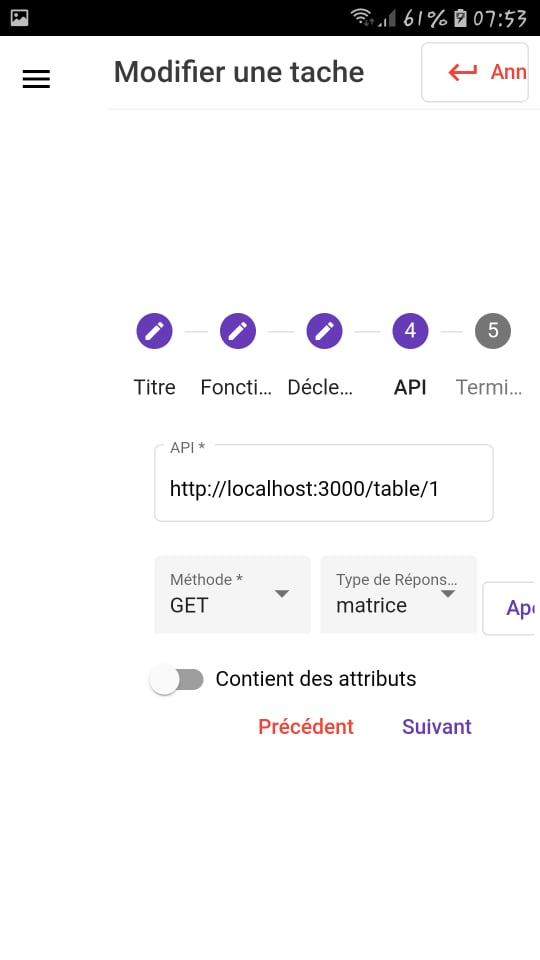 61% 07:53
Modifier une tache
Ann
4
5
Titre
Foncti...
Décle...
API
Termi...
API *
http://localhost:3000/table/1
Méthode *
GET
Type de Répons...
matrice
Contient des attributs
Précédent
Suivant